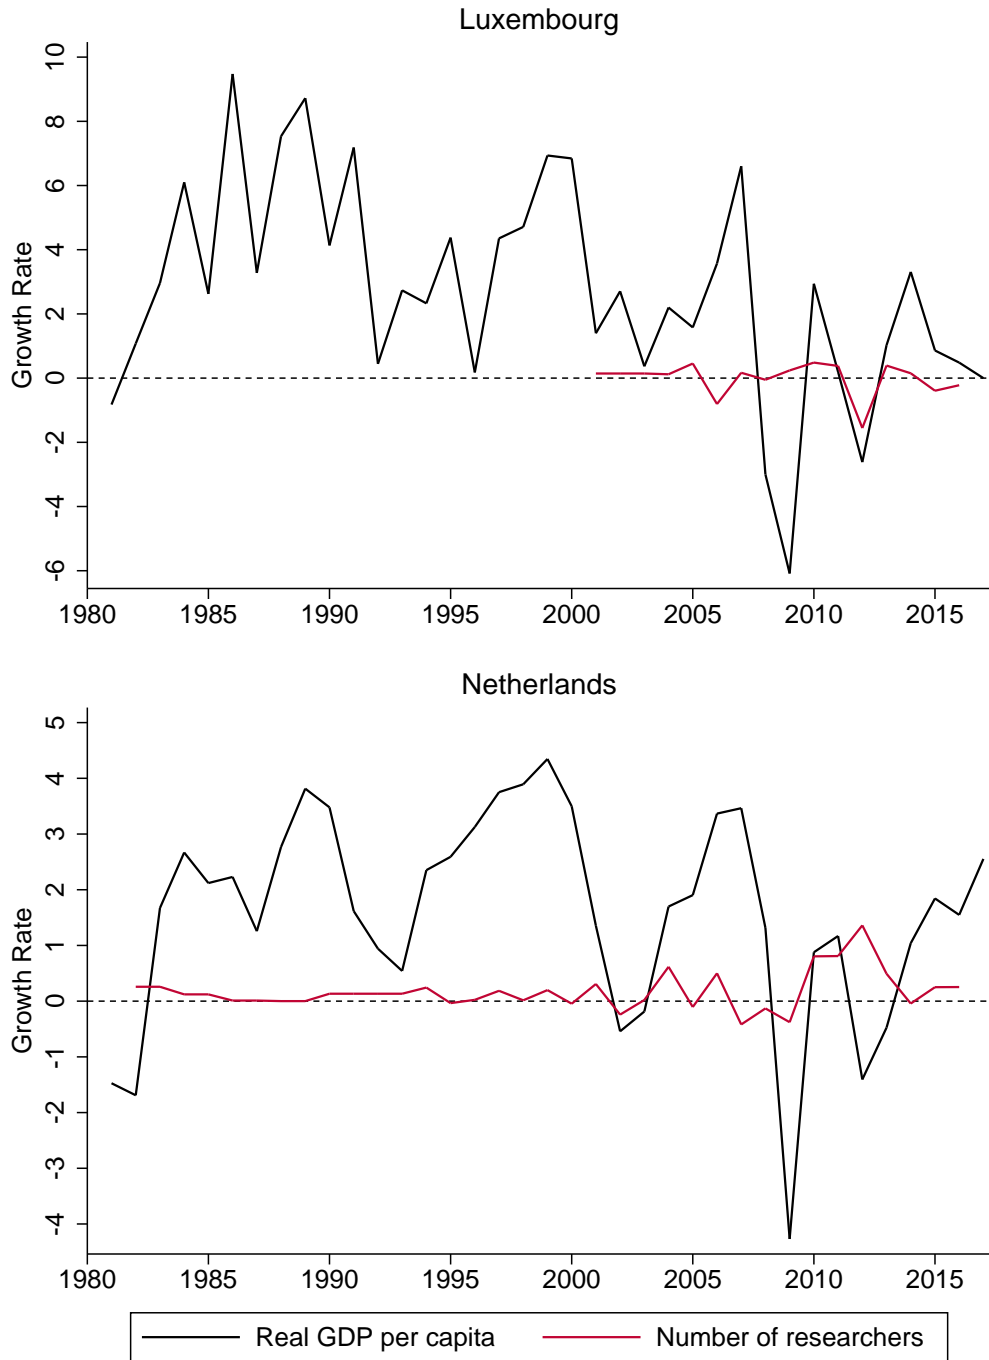 Luxembourg
Growth Rate
10
8
6
4
2
0
-2
-4
-6
1980 1985 1990 1995 2000 2005 2010 2015
Netherlands
Growth Rate
5
4
3
2
1
0
-1
-2
-3
-4
1980 1985 1990 1995 2000 2005 2010 2015
Real GDP per capita Number of researchers